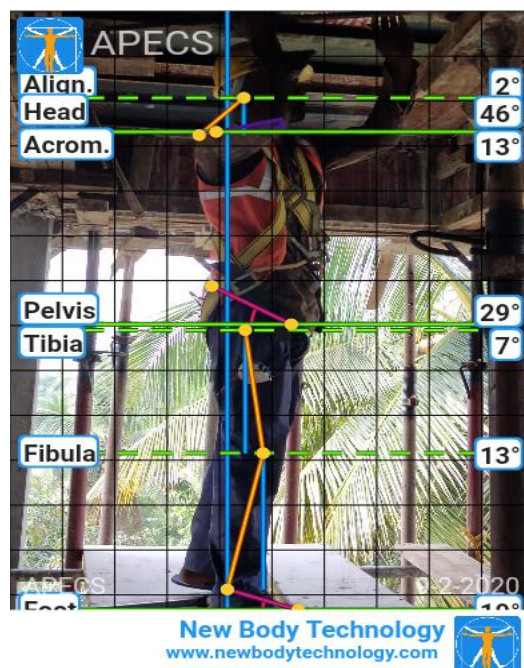 APECS
Align. 2°
Head 46°
Acrom. 13°
Pelvis 29°
Tibia 7°
Fibula 13°
APECS
New Body Technology
www.newbodytechnology.com